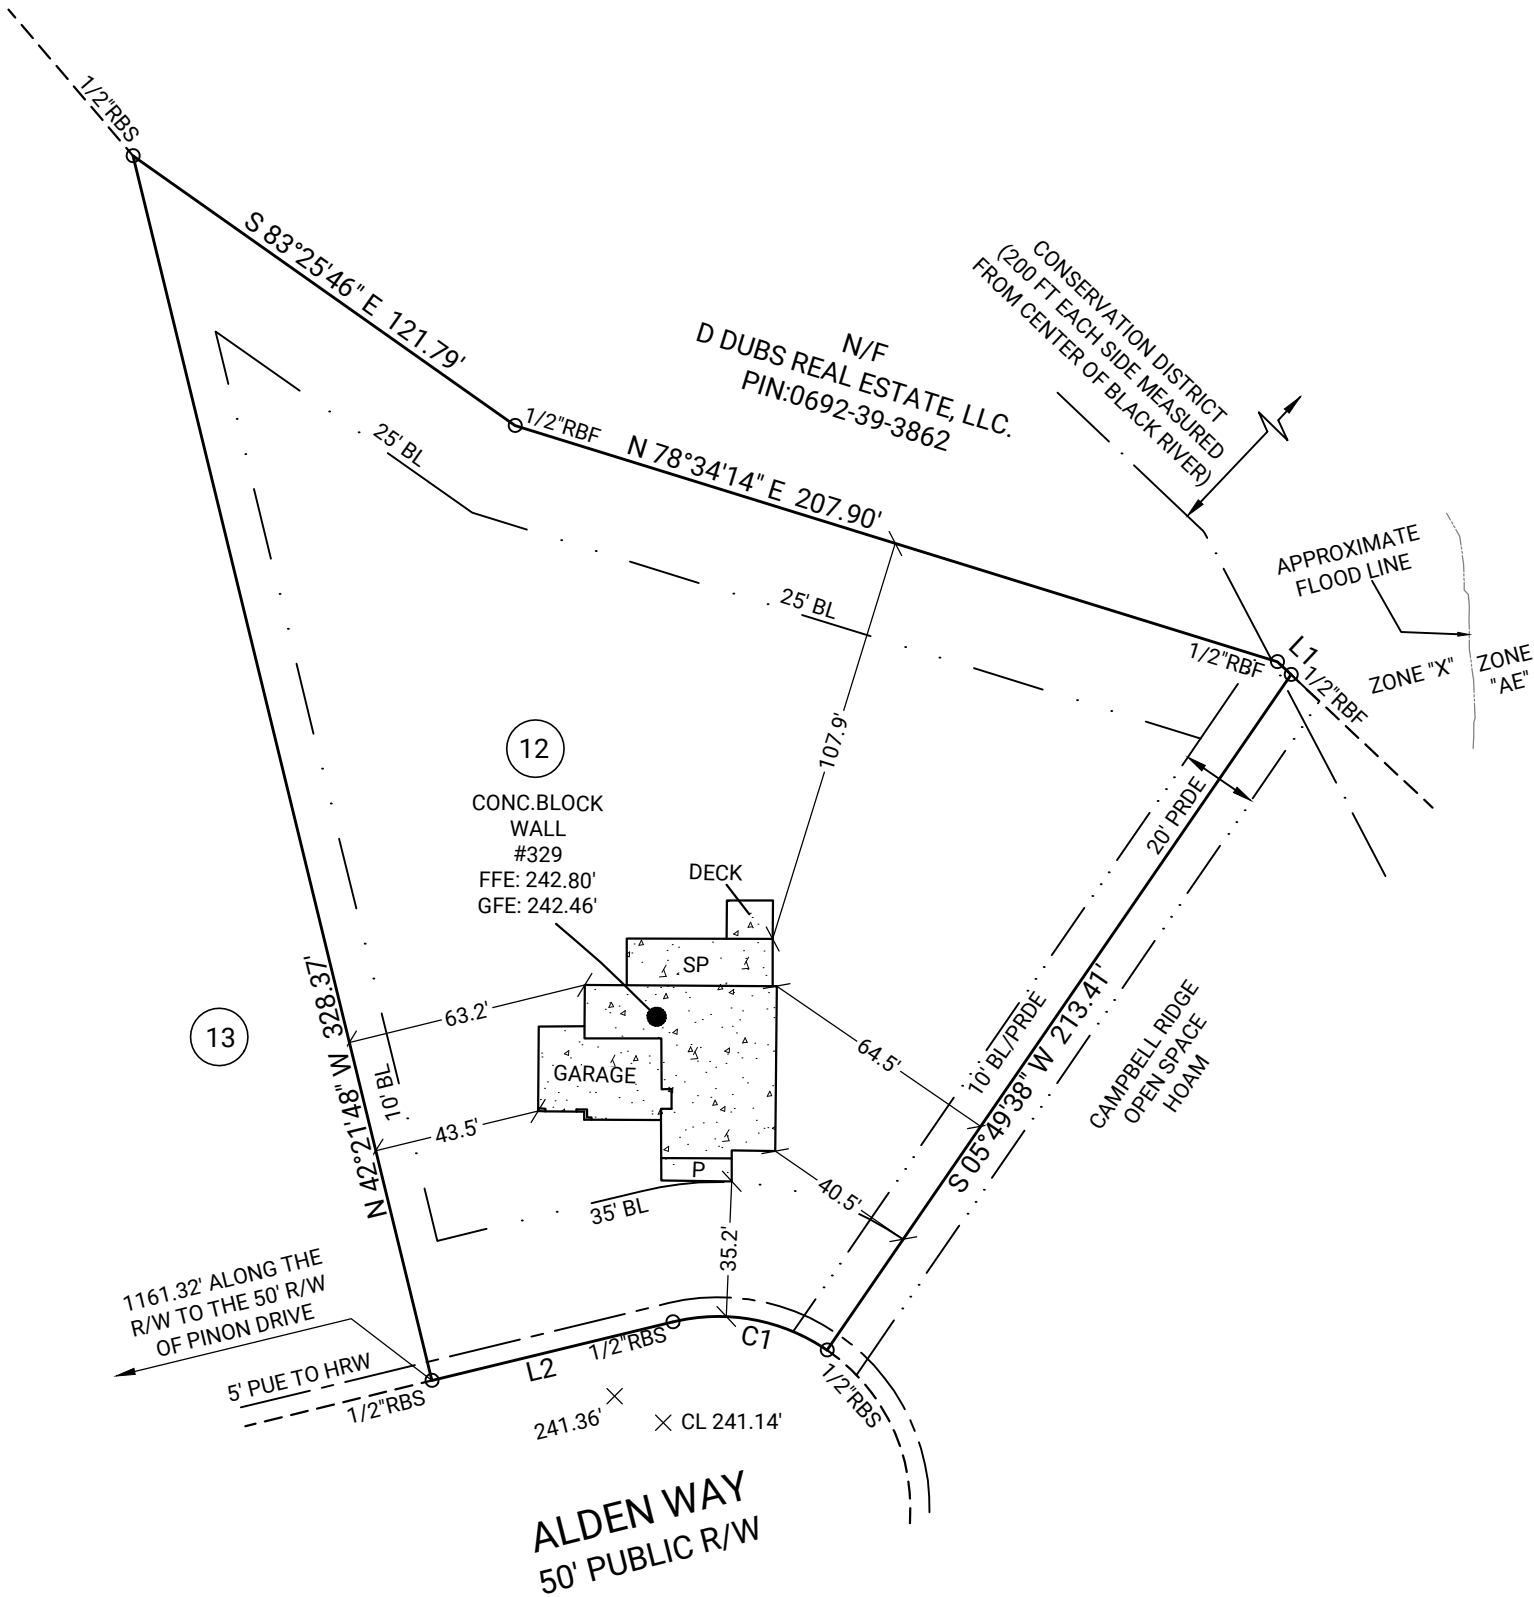 1/2"RBS
S 83°25'46" E 121.79'
CONSERVATION DISTRICT
(200 FT EACH SIDE MEASURED
FROM CENTER OF BLACK RIVER)
N/F
D DUBS REAL ESTATE, LLC.
PIN:0692-39-3862
1/2"RBF
N 78°34'14" E 207.90'
25' BL
APPROXIMATE
FLOOD LINE
25' BL
1/2"RBF
L1
1/2"RBF
ZONE "X"
ZONE
"AE"
107.9'
12
CONC.BLOCK
WALL
#329
FFE: 242.80'
GFE: 242.46'
DECK
20' PRDE
SP
63.2'
13
N 42°21'48" W 328.37'
10' BL
GARAGE
64.5'
10' BL/PRDE
S 05°49'38" W 213.41'
CAMPBELL RIDGE
OPEN SPACE
HOAM
43.5'
P
40.5'
35' BL
35.2'
1161.32' ALONG THE
R/W TO THE 50' R/W
OF PINON DRIVE
5' PUE TO HRW
1/2"RBS
L2
1/2"RBS
C1
1/2"RBS
241.36'
CL 241.14'
ALDEN WAY
50' PUBLIC R/W